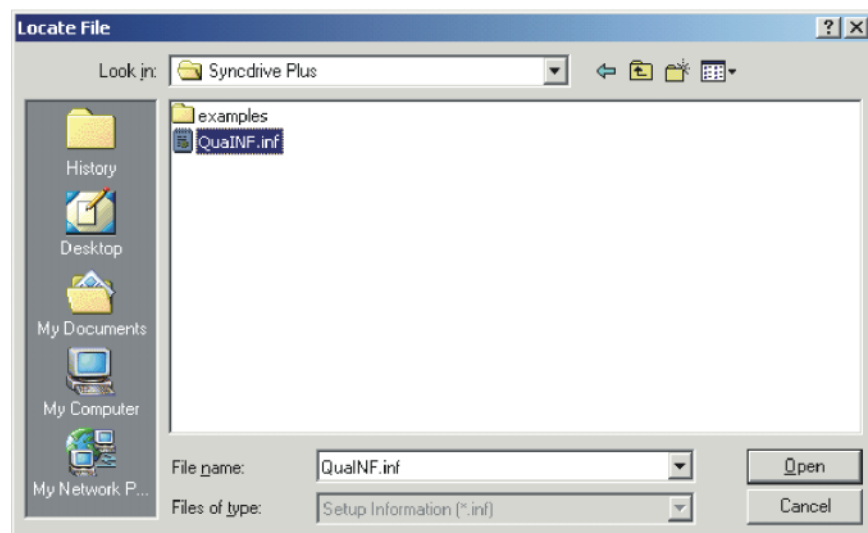 Locate File
Look in: Syncdrive Plus
examples
QuaINF.inf
History
Desktop
My Documents
My Computer
My Network P...
File name: QuaINF.inf
Open
Files of type: Setup Information (*.inf)
Cancel